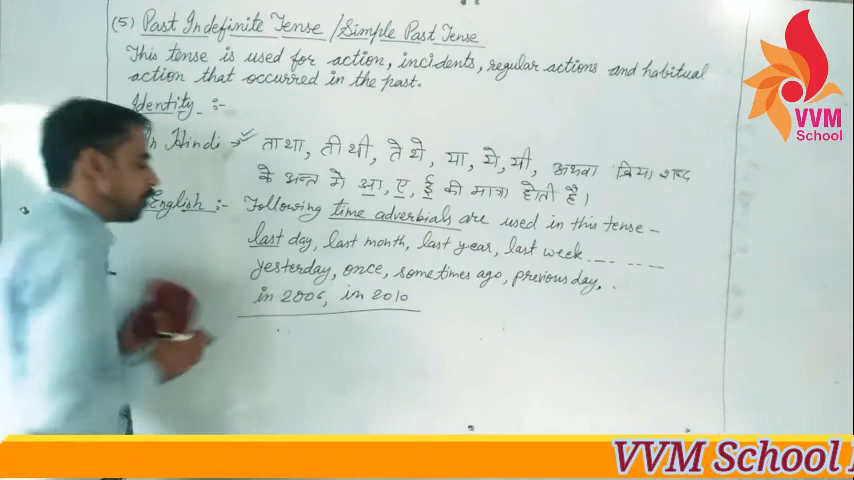 (5) Past Indefinite Tense / Simple Past Tense
This tense is used for action, incidents, regular actions and habitual
action that occurred in the past.
Identity :-
In Hindi → ता था, ती थी, ते थे, या, ये, यी, अथवा क्रिया शब्द
के अन्त मे आ, ए, ई की मात्रा होती है।
English :- Following time adverbials are used in this tense -
last day, last month, last year, last week .... .. ....
yesterday, once, sometimes ago, previous day, .
in 2006, in 2010
VVM
School
VVM School